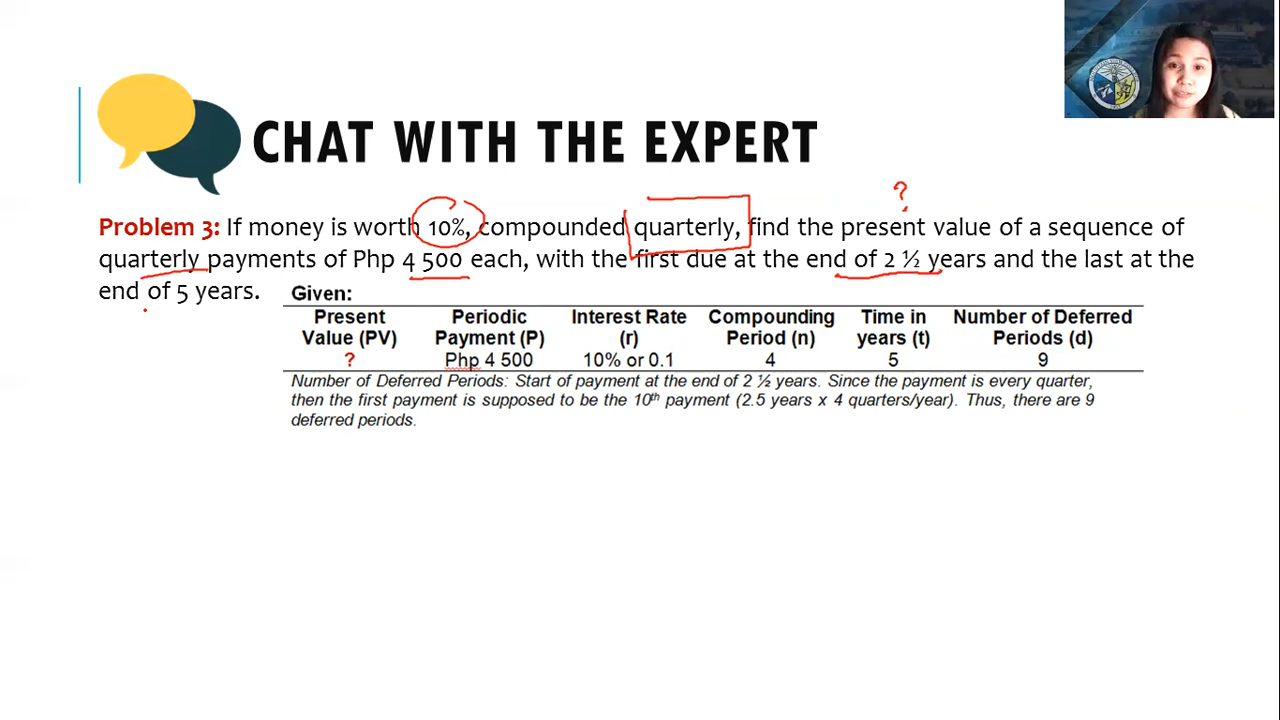 CHAT WITH THE EXPERT
?
Problem 3: If money is worth 10%, compounded quarterly, find the present value of a sequence of
quarterly payments of Php 4 500 each, with the first due at the end of 2 ½ years and the last at the
end of 5 years.
Given:
Present Value (PV) Periodic Payment (P) Interest Rate (r) Compounding Period (n) Time in years (t) Number of Deferred Periods (d)
? Php 4 500 10% or 0.1 4 5 9
Number of Deferred Periods: Start of payment at the end of 2 ½ years. Since the payment is every quarter,
then the first payment is supposed to be the 10th payment (2.5 years x 4 quarters/year). Thus, there are 9
deferred periods.